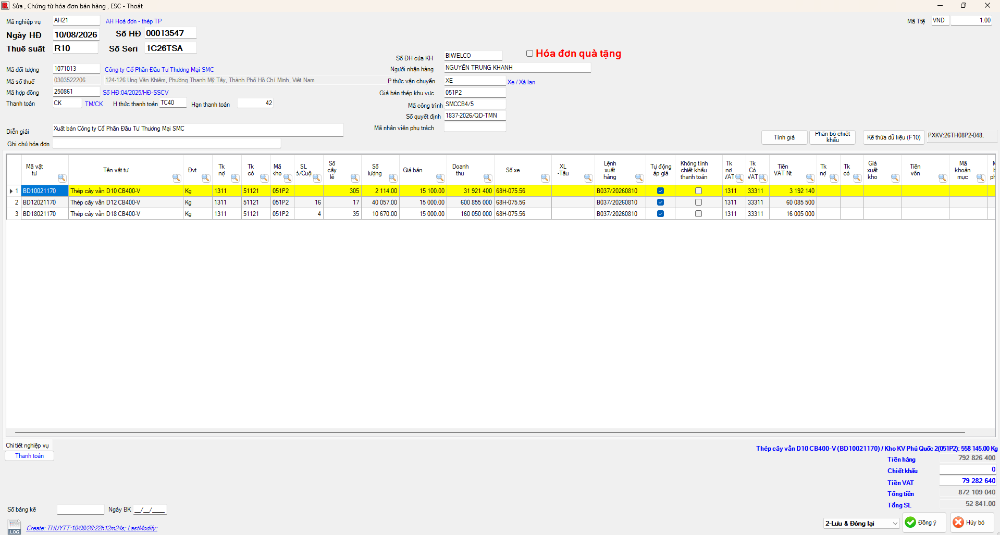 Sửa , Chứng từ hóa đơn bán hàng , ESC - Thoát
Mã nghiệp vụ AH21 AH Hoá đơn - thép TP Mã Ttệ VND 1.00
Ngày HĐ 10/08/2026 Số HĐ 00013547
Thuế suất R10 Số Seri 1C26TSA
Số ĐH của KH BIWELCO Hóa đơn quà tặng
Mã đối tượng 1071013 Công ty Cổ Phần Đầu Tư Thương Mại SMC Người nhận hàng NGUYỄN TRUNG KHANH
Mã số thuế 0303522206 124-126 Ung Văn Khiêm, Phường Thạnh Mỹ Tây, Thành Phố Hồ Chí Minh, Việt Nam P thức vận chuyển XE Xe / Xà lan
Mã hợp đồng 250861 Số HĐ:04/2025/HĐ-SSCV Giá bán thép khu vực 051P2
Thanh toán CK TM/CK H thức thanh toán TC40 Hạn thanh toán 42 Mã công trình SMCCB4/5
Số quyết định 1837-2026/QD-TMN
Diễn giải Xuất bán Công ty Cổ Phần Đầu Tư Thương Mại SMC Mã nhân viên phụ trách
Ghi chú hóa đơn Tính giá Phân bổ chiết khấu Kế thừa dữ liệu (F10) PXKV:26TH08P2-048,
Mã vật tư Tên vật tư Đvt Tk nợ Tk có Mã kho SL ó/Cuộ Số cây lẻ Số lượng Giá bán Doanh thu Số xe XL -Tàu Lệnh xuất hàng Tự động áp giá Không tính chiết khấu thanh toán Tk nợ VAT Tk Có VAT Tiền VAT Nt Tk nợ Tk có Giá xuất kho Tiền vốn Mã khoản mục
1 BD10021170 Thép cây vằn D10 CB400-V Kg 1311 51121 051P2 305 2 114.00 15 100.00 31 921 400 68H-075.56 B037/20260810 1311 33311 3 192 140
2 BD12021170 Thép cây vằn D12 CB400-V Kg 1311 51121 051P2 16 17 40 057.00 15 000.00 600 855 000 68H-075.56 B037/20260810 1311 33311 60 085 500
3 BD18021170 Thép cây vằn D18 CB400-V Kg 1311 51121 051P2 4 35 10 670.00 15 000.00 160 050 000 68H-075.56 B037/20260810 1311 33311 16 005 000
Chi tiết nghiệp vụ
Thanh toán
Thép cây vằn D10 CB400-V (BD10021170) / Kho KV Phú Quốc 2(051P2): 558 145.00 Kg
Tiền hàng 792 826 400
Chiết khấu 0
Tiền VAT 79 282 640
Tổng tiền 872 109 040
Tổng SL 52 841.00
Số bảng kê Ngày BK __/__/____
LOG Create: THUYTT:10/08/26:22h12m24s; LastModify:
2-Lưu & Đóng lại Đồng ý Hủy bỏ